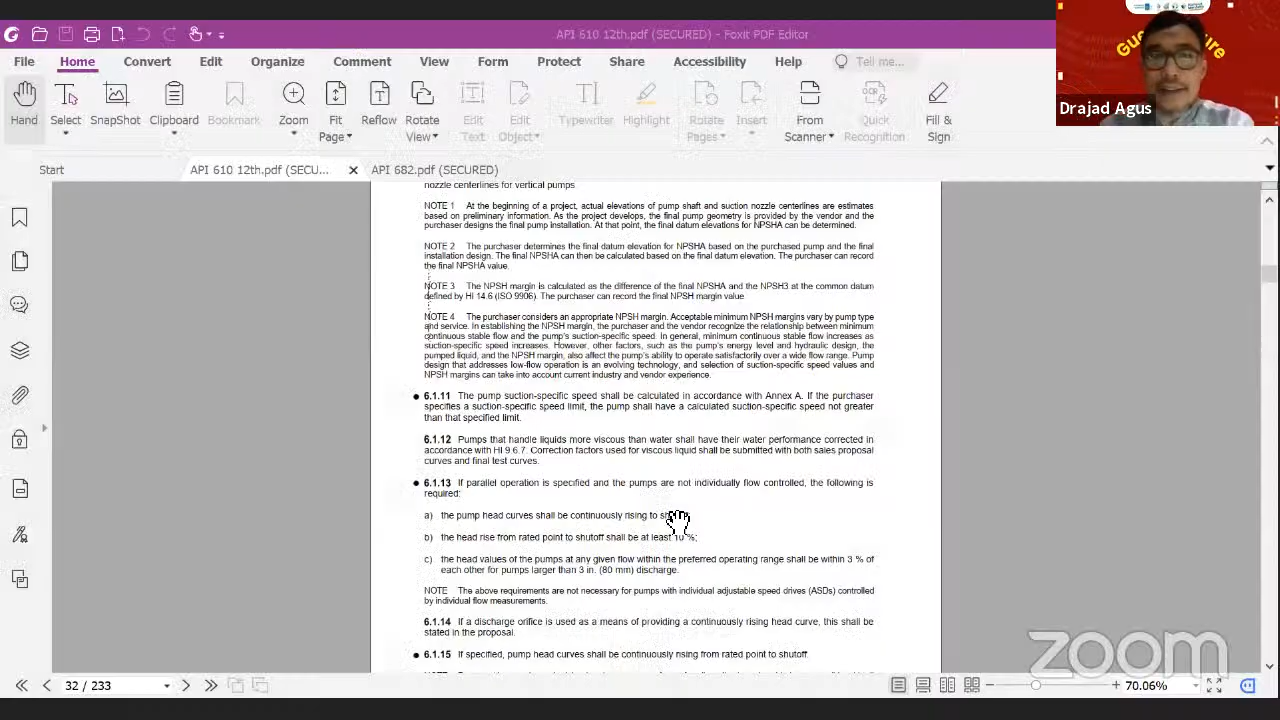 API 610 12th.pdf (SECURED) - Foxit PDF Editor
File Home Convert Edit Organize Comment View Form Protect Share Accessibility Help Tell me...
Hand Select SnapShot Clipboard Bookmark Zoom Fit Page Reflow Rotate View Edit Text Edit Object Typewriter Highlight Rotate Pages Insert From Scanner OCR Quick Recognition Fill & Sign
Drajad Agus
Start API 610 12th.pdf (SECU... API 682.pdf (SECURED)
nozzle centerlines for vertical pumps.
NOTE 1 At the beginning of a project, actual elevations of pump shaft and suction nozzle centerlines are estimates
based on preliminary information. As the project develops, the final pump geometry is provided by the vendor and the
purchaser designs the final pump installation. At that point, the final datum elevations for NPSHA can be determined.
NOTE 2 The purchaser determines the final datum elevation for NPSHA based on the purchased pump and the final
installation design. The final NPSHA can then be calculated based on the final datum elevation. The purchaser can record
the final NPSHA value.
NOTE 3 The NPSH margin is calculated as the difference of the final NPSHA and the NPSH3 at the common datum
defined by HI 14.6 (ISO 9906). The purchaser can record the final NPSH margin value
NOTE 4 The purchaser considers an appropriate NPSH margin. Acceptable minimum NPSH margins vary by pump type
and service. In establishing the NPSH margin, the purchaser and the vendor recognize the relationship between minimum
continuous stable flow and the pump's suction-specific speed. In general, minimum continuous stable flow increases as
suction-specific speed increases. However, other factors, such as the pump's energy level and hydraulic design, the
pumped liquid, and the NPSH margin, also affect the pump's ability to operate satisfactorily over a wide flow range. Pump
design that addresses low-flow operation is an evolving technology, and selection of suction-specific speed values and
NPSH margins can take into account current industry and vendor experience.
● 6.1.11 The pump suction-specific speed shall be calculated in accordance with Annex A. If the purchaser
specifies a suction-specific speed limit, the pump shall have a calculated suction-specific speed not greater
than that specified limit.
6.1.12 Pumps that handle liquids more viscous than water shall have their water performance corrected in
accordance with HI 9.6.7. Correction factors used for viscous liquid shall be submitted with both sales proposal
curves and final test curves.
● 6.1.13 If parallel operation is specified and the pumps are not individually flow controlled, the following is
required:
a) the pump head curves shall be continuously rising to
b) the head rise from rated point to shutoff shall be at least 10 %;
c) the head values of the pumps at any given flow within the preferred operating range shall be within 3 % of
each other for pumps larger than 3 in. (80 mm) discharge.
NOTE The above requirements are not necessary for pumps with individual adjustable speed drives (ASDs) controlled
by individual flow measurements.
6.1.14 If a discharge orifice is used as a means of providing a continuously rising head curve, this shall be
stated in the proposal.
● 6.1.15 If specified, pump head curves shall be continuously rising from rated point to shutoff.
zoom
32 / 233
70.06%